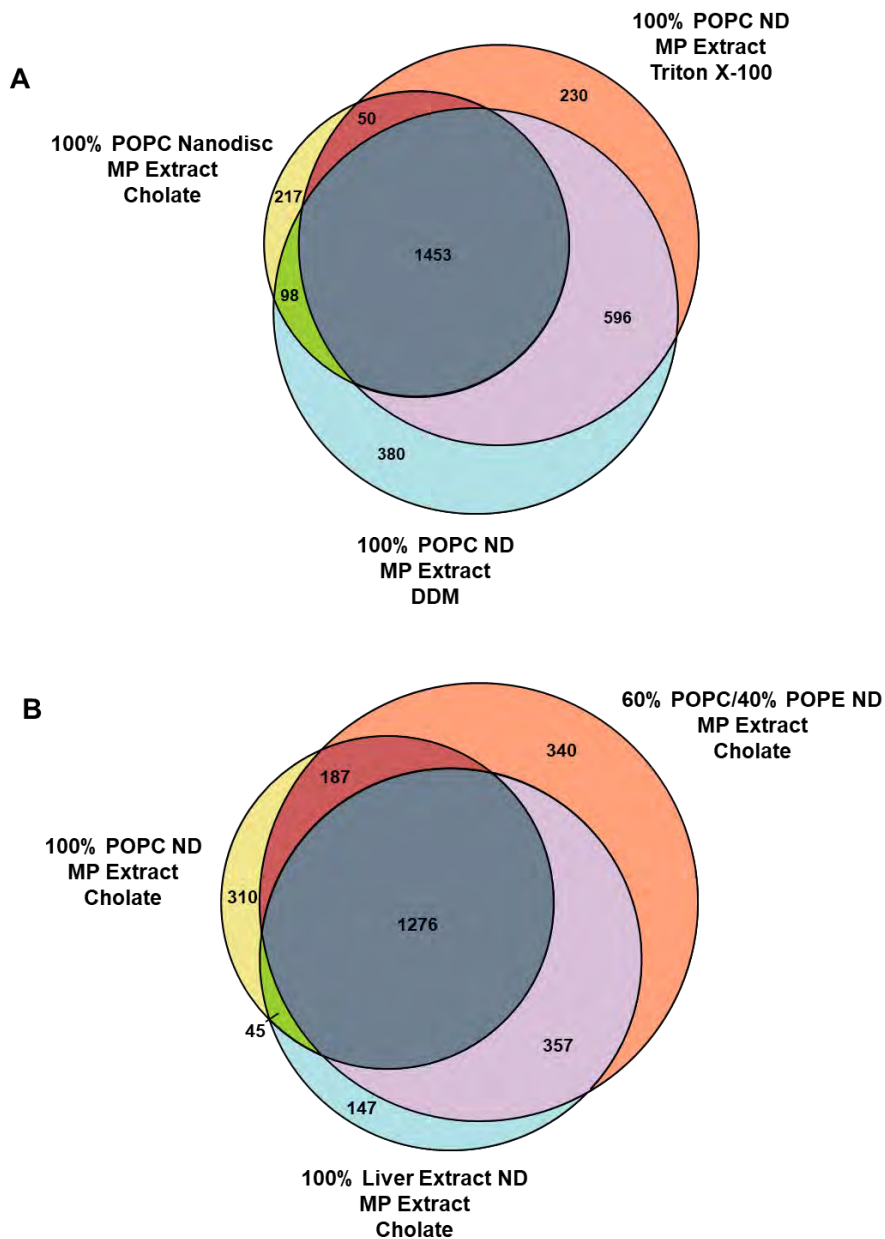 A
100% POPC ND
MP Extract
Triton X-100
230
50
100% POPC Nanodisc
MP Extract
Cholate
217
1453
98
596
380
100% POPC ND
MP Extract
DDM
B
60% POPC/40% POPE ND
MP Extract
Cholate
340
187
100% POPC ND
MP Extract
Cholate
310
1276
45
357
147
100% Liver Extract ND
MP Extract
Cholate